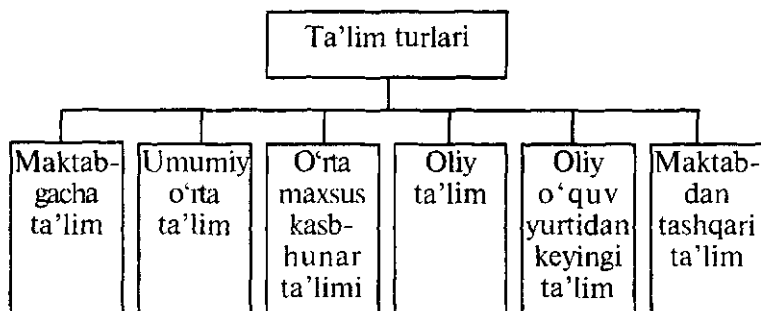 Ta’lim turlari
Maktab-
gacha
ta’lim
Umumiy
o‘rta
ta’lim
O‘rta
maxsus
kasb-
hunar
ta’limi
Oliy
ta’lim
Oliy
o‘quv
yurtidan
keyingi
ta’lim
Maktab-
dan
tashqari
ta’lim